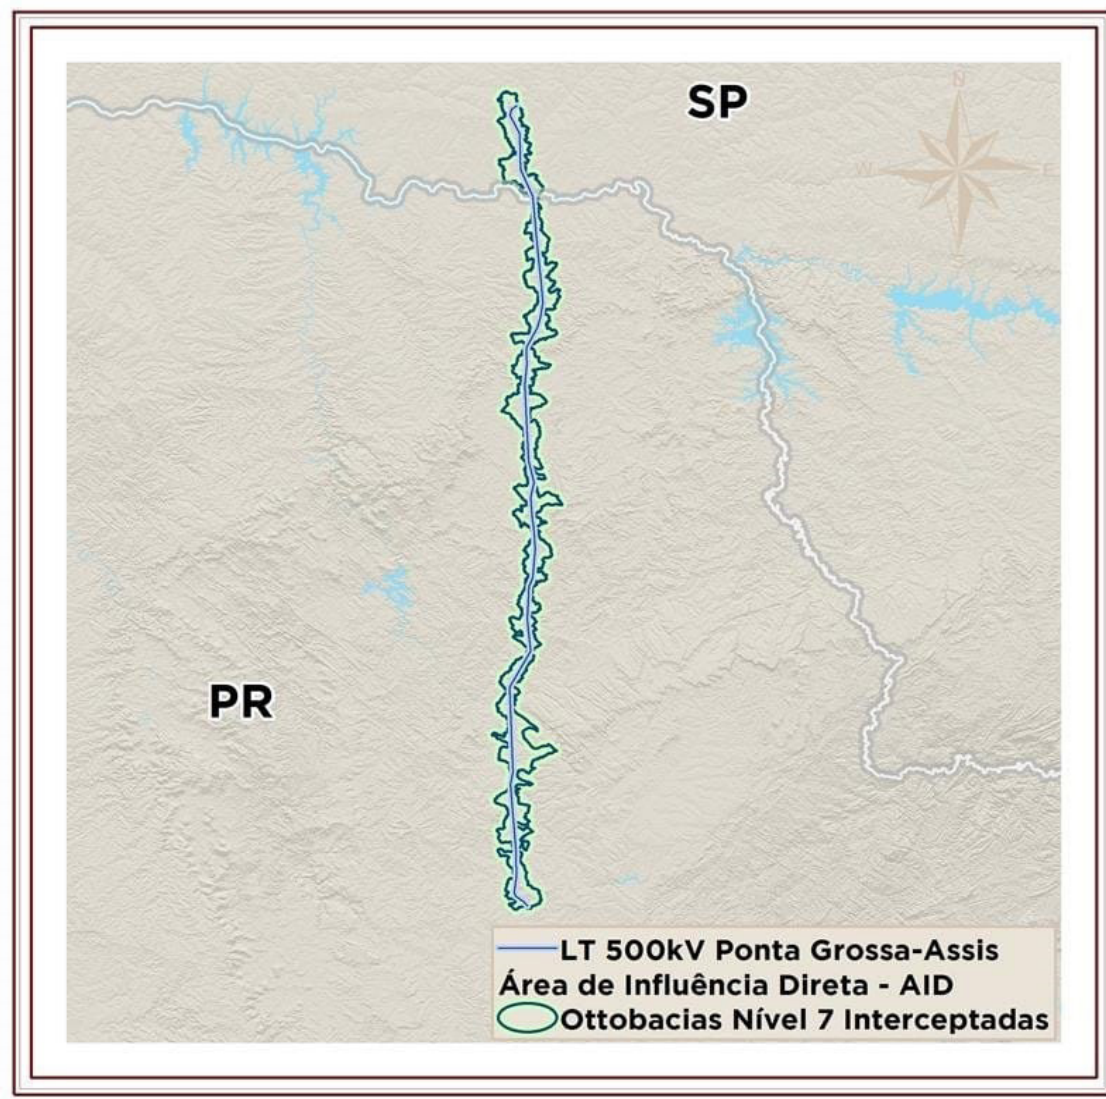 SP
N
W
E
S
PR
LT 500kV Ponta Grossa-Assis
Área de Influência Direta - AID
Ottobacias Nível 7 Interceptadas